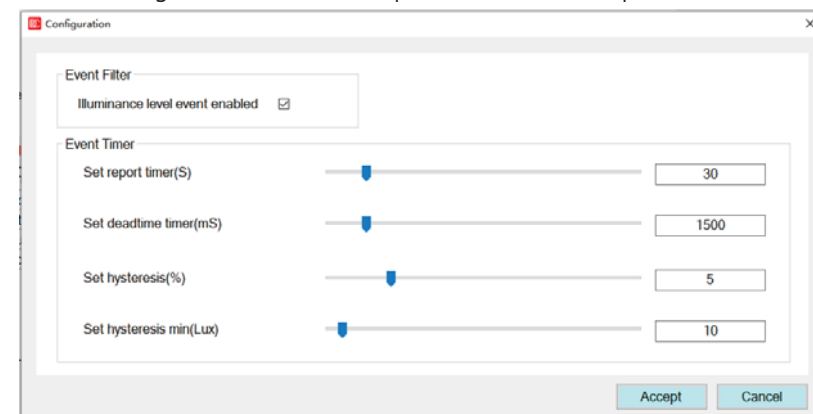 Configuration
Event Filter
Illuminance level event enabled
Event Timer
Set report timer(S) 30
Set deadtime timer(mS) 1500
Set hysteresis(%) 5
Set hysteresis min(Lux) 10
Accept Cancel